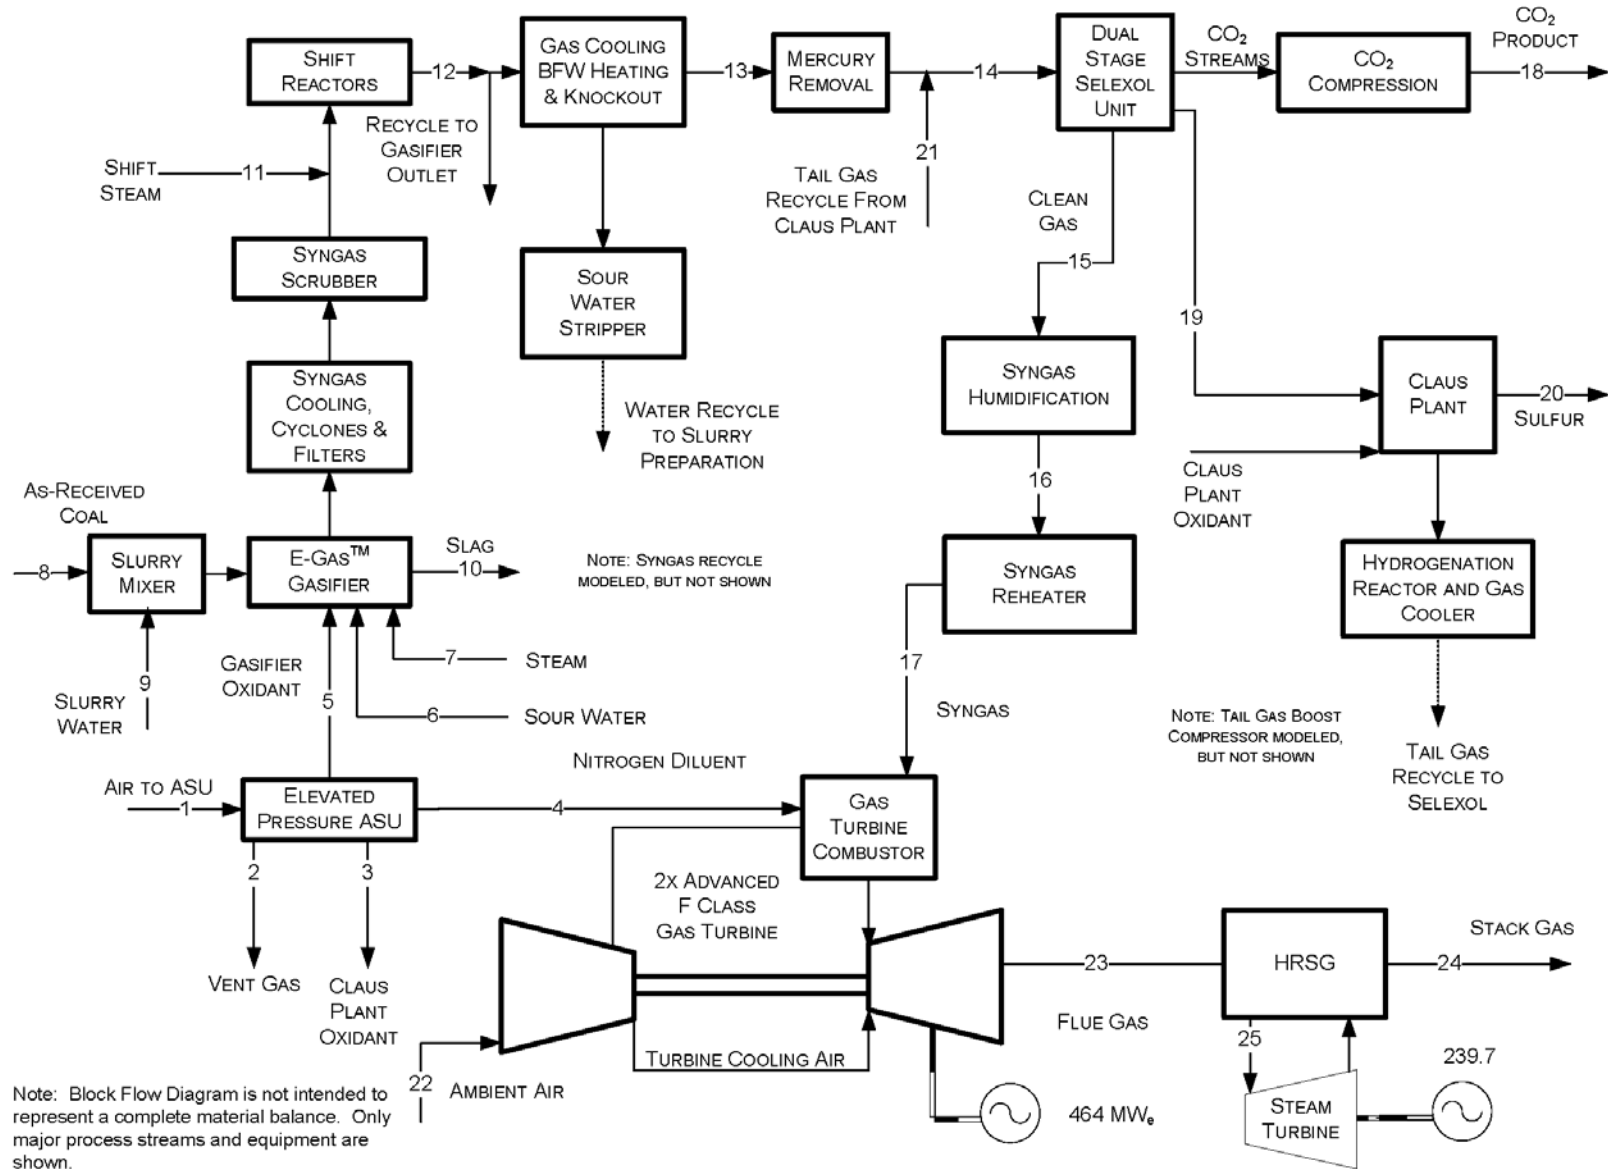 SHIFT
REACTORS
12
GAS COOLING
BFW HEATING
& KNOCKOUT
13
MERCURY
REMOVAL
14
DUAL
STAGE
SELEXOL
UNIT
CO2
STREAMS
CO2
COMPRESSION
CO2
PRODUCT
18
RECYCLE TO
GASIFIER
OUTLET
SHIFT
STEAM
11
21
TAIL GAS
RECYCLE FROM
CLAUS PLANT
CLEAN
GAS
15
SYNGAS
SCRUBBER
SOUR
WATER
STRIPPER
19
SYNGAS
COOLING,
CYCLONES &
FILTERS
WATER RECYCLE
TO SLURRY
PREPARATION
SYNGAS
HUMIDIFICATION
16
CLAUS
PLANT
20
SULFUR
CLAUS
PLANT
OXIDANT
AS-RECEIVED
COAL
8
SLURRY
MIXER
E-GAS™
GASIFIER
SLAG
10
NOTE: SYNGAS RECYCLE
MODELED, BUT NOT SHOWN
SYNGAS
REHEATER
HYDROGENATION
REACTOR AND GAS
COOLER
9
SLURRY
WATER
GASIFIER
OXIDANT
5
7
STEAM
6
SOUR WATER
17
SYNGAS
NOTE: TAIL GAS BOOST
COMPRESSOR MODELED,
BUT NOT SHOWN
TAIL GAS
RECYCLE TO
SELEXOL
AIR TO ASU
1
ELEVATED
PRESSURE ASU
NITROGEN DILUENT
4
GAS
TURBINE
COMBUSTOR
2
3
VENT GAS
CLAUS
PLANT
OXIDANT
2X ADVANCED
F CLASS
GAS TURBINE
23
FLUE GAS
HRSG
STACK GAS
24
TURBINE COOLING AIR
22
AMBIENT AIR
464 MWe
25
STEAM
TURBINE
239.7
Note: Block Flow Diagram is not intended to
represent a complete material balance. Only
major process streams and equipment are
shown.